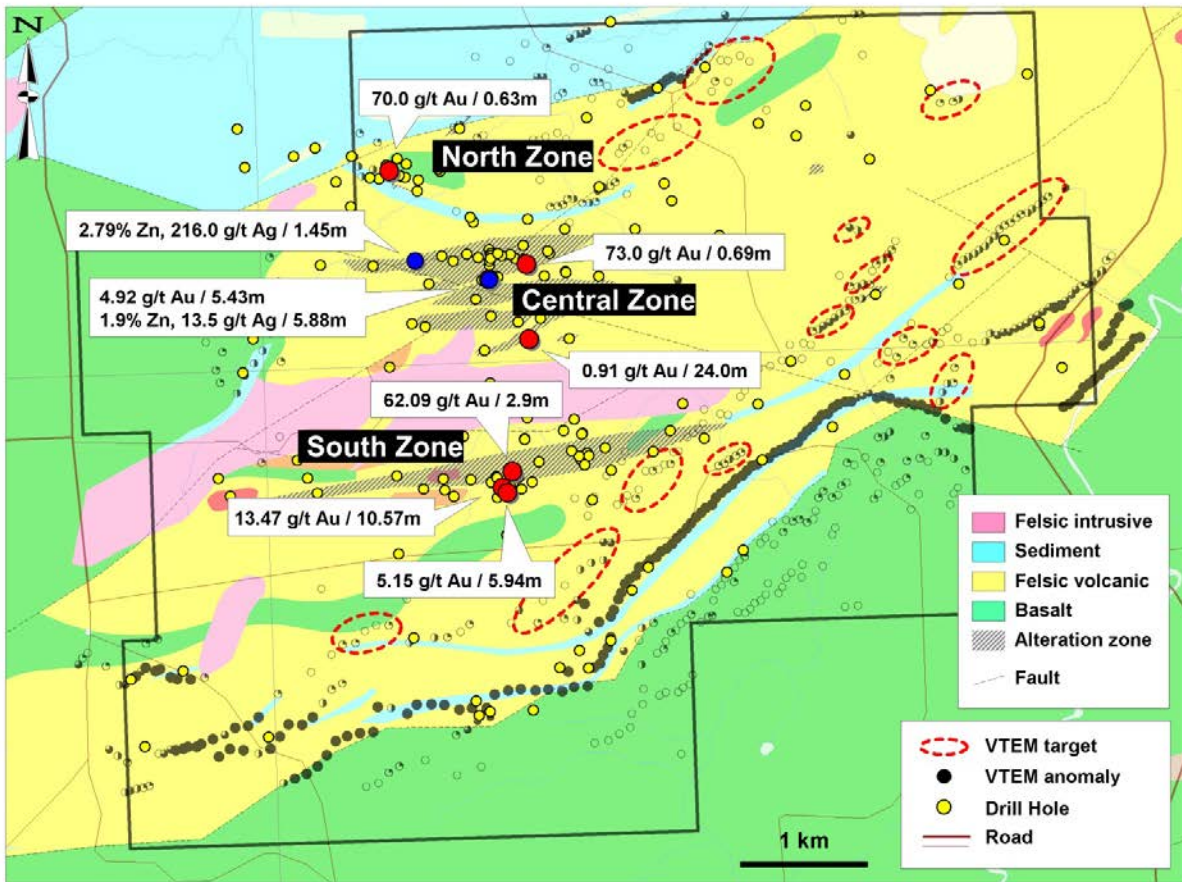 N
70.0 g/t Au / 0.63m
North Zone
2.79% Zn, 216.0 g/t Ag / 1.45m
73.0 g/t Au / 0.69m
4.92 g/t Au / 5.43m
1.9% Zn, 13.5 g/t Ag / 5.88m
Central Zone
0.91 g/t Au / 24.0m
62.09 g/t Au / 2.9m
South Zone
13.47 g/t Au / 10.57m
5.15 g/t Au / 5.94m
Felsic intrusive
Sediment
Felsic volcanic
Basalt
Alteration zone
Fault
VTEM target
VTEM anomaly
Drill Hole
Road
1 km